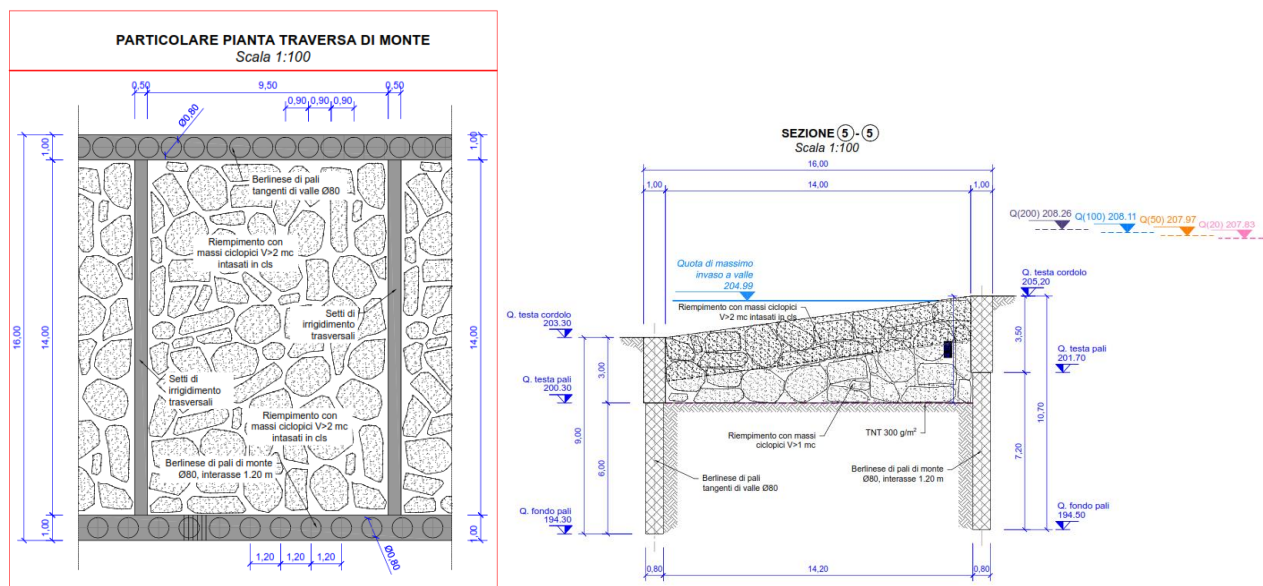 PARTICOLARE PIANTA TRAVERSA DI MONTE
Scala 1:100
0,50
9,50
0,50
0,90
0,90
0,90
Ø0,80
1,00
1,00
Berlinese di pali
tangenti di valle Ø80
Riempimento con
massi ciclopici V>2 mc
intasati in cls
Setti di
irrigidimento
trasversali
16,00
14,00
14,00
Setti di
irrigidimento
trasversali
Riempimento con
massi ciclopici V>2 mc
intasati in cls
Berlinese di pali di monte
Ø80, interasse 1.20 m
1,00
1,00
1,20
1,20
1,20
Ø0,80
SEZIONE 5 - 5
Scala 1:100
16,00
1,00
14,00
1,00
Q(200) 208.26
Q(100) 208.11
Q(50) 207.97
Q(20) 207.83
Quota di massimo
invaso a valle
204.99
Q. testa cordolo
205,20
Riempimento con massi ciclopici
V>2 mc intasati in cls
Q. testa cordolo
203.30
3,00
3,50
Q. testa pali
201.70
Q. testa pali
200.30
9,00
10,70
TNT 300 g/m²
Riempimento con massi
ciclopici V>1 mc
7,20
6,00
Berlinese di pali
tangenti di valle Ø80
Berlinese di pali di monte
Ø80, interasse 1.20 m
Q. fondo pali
194.30
Q. fondo pali
194.50
0,80
14,20
0,80